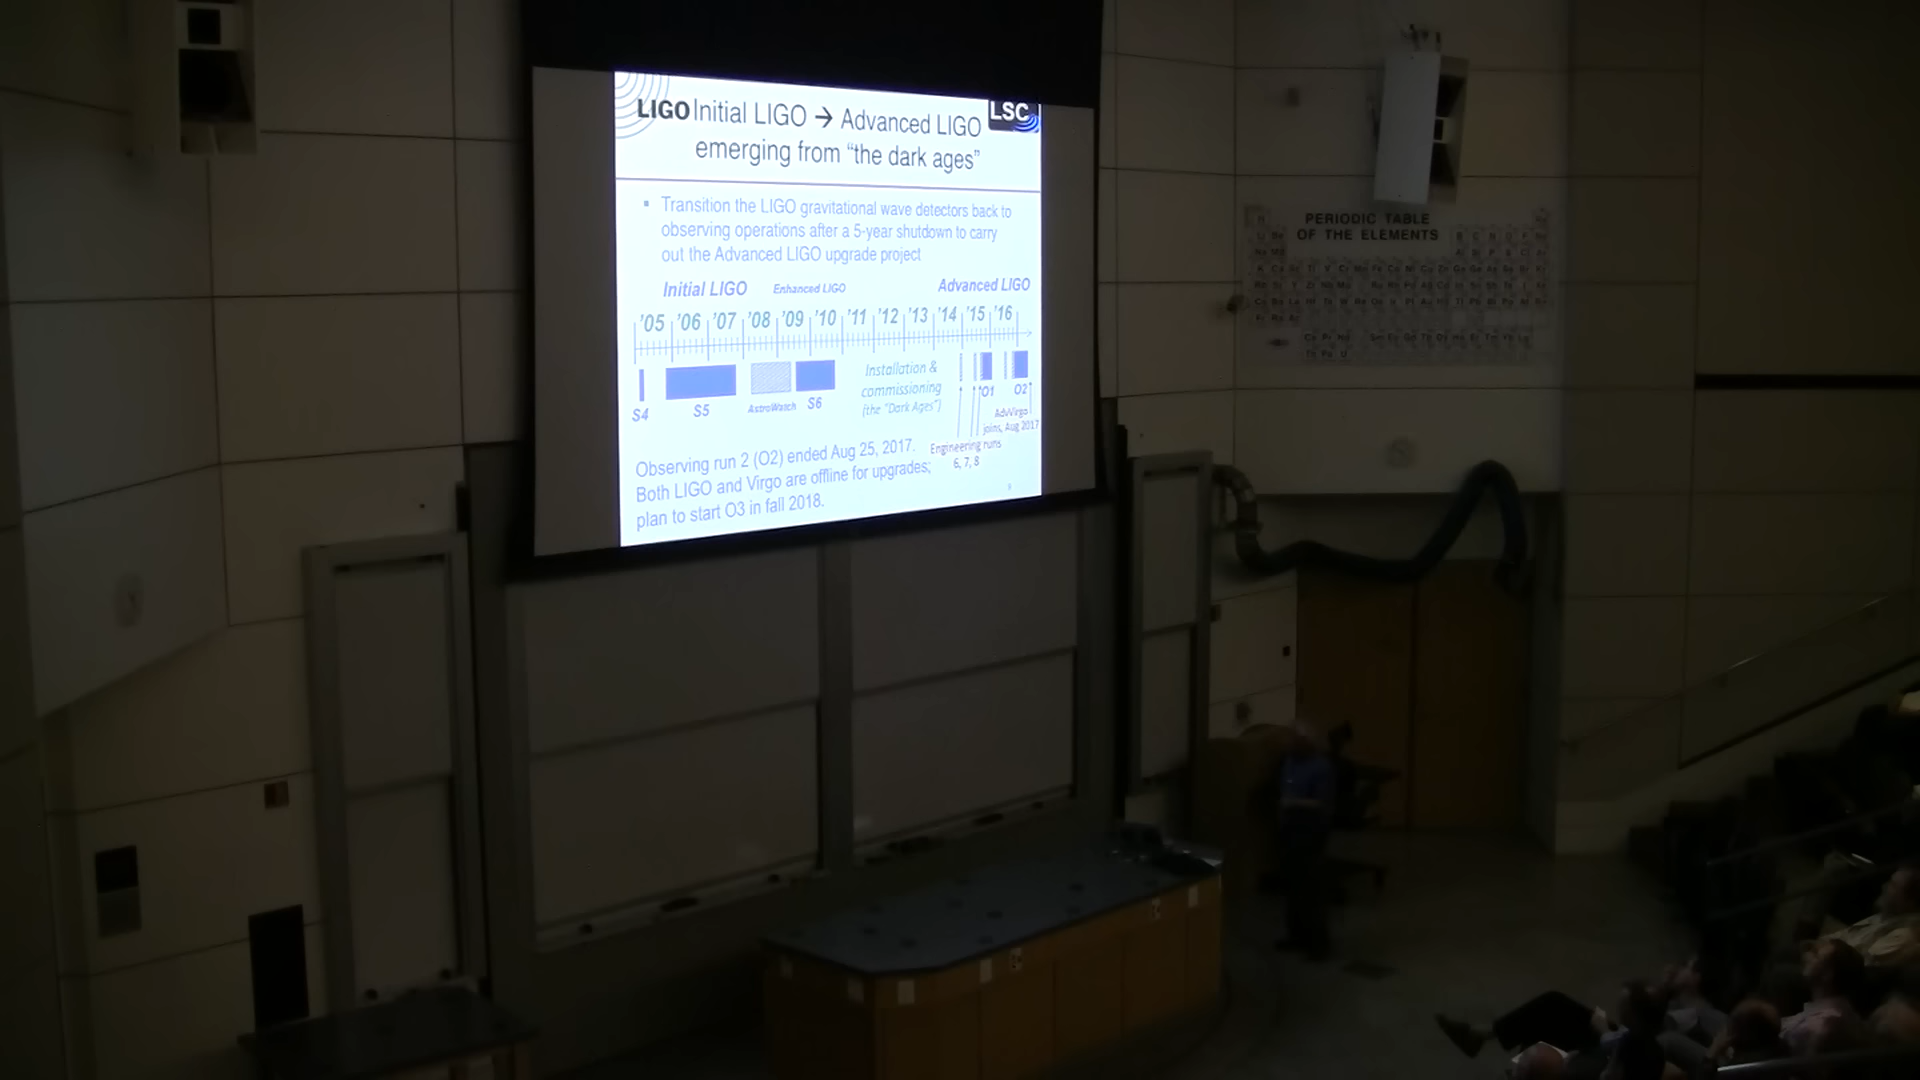 LIGO Initial LIGO → Advanced LIGO LSC
emerging from “the dark ages”
▪ Transition the LIGO gravitational wave detectors back to
observing operations after a 5-year shutdown to carry
out the Advanced LIGO upgrade project
Initial LIGO Enhanced LIGO Advanced LIGO
'05 '06 '07 '08 '09 '10 '11 '12 '13 '14 '15 '16
S4 S5 AstroWatch S6
Installation &
commissioning
(the “Dark Ages”)
O1 O2
AdvVirgo
joins, Aug 2017
Engineering runs
6, 7, 8
Observing run 2 (O2) ended Aug 25, 2017.
Both LIGO and Virgo are offline for upgrades;
plan to start O3 in fall 2018.
PERIODIC TABLE
OF THE ELEMENTS